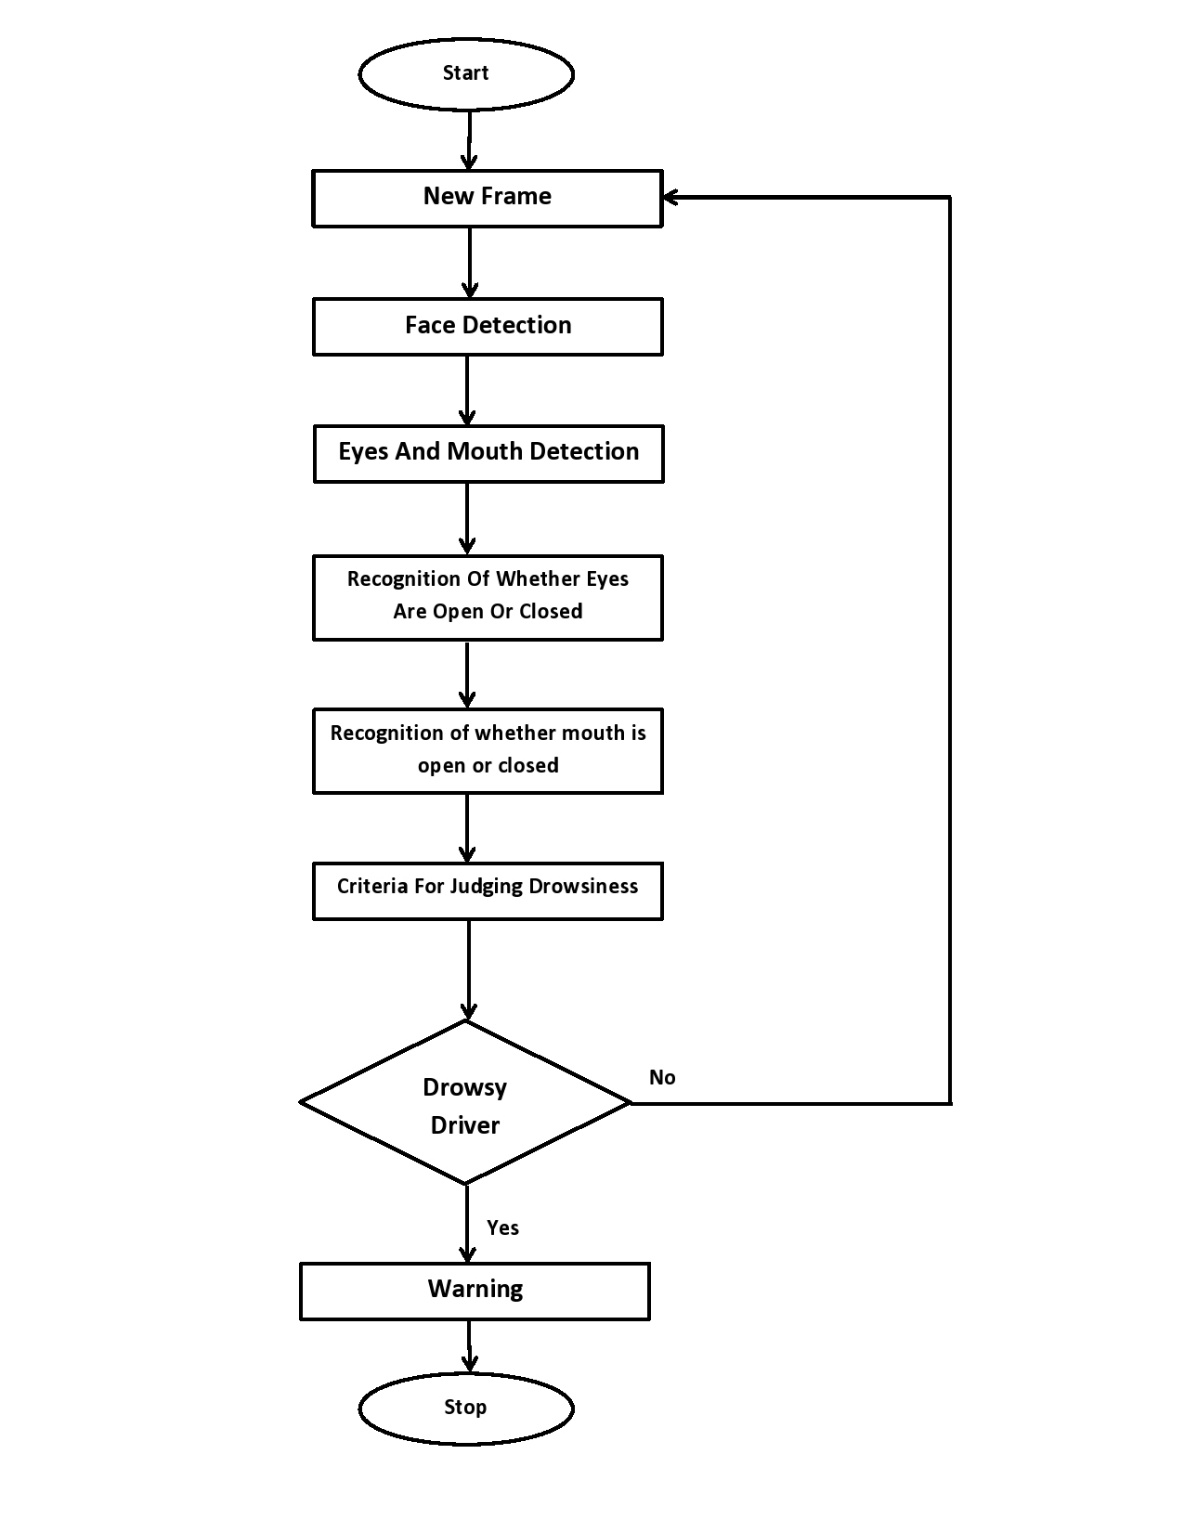 Start
New Frame
Face Detection
Eyes And Mouth Detection
Recognition Of Whether Eyes
Are Open Or Closed
Recognition of whether mouth is
open or closed
Criteria For Judging Drowsiness
Drowsy
Driver
No
Yes
Warning
Stop